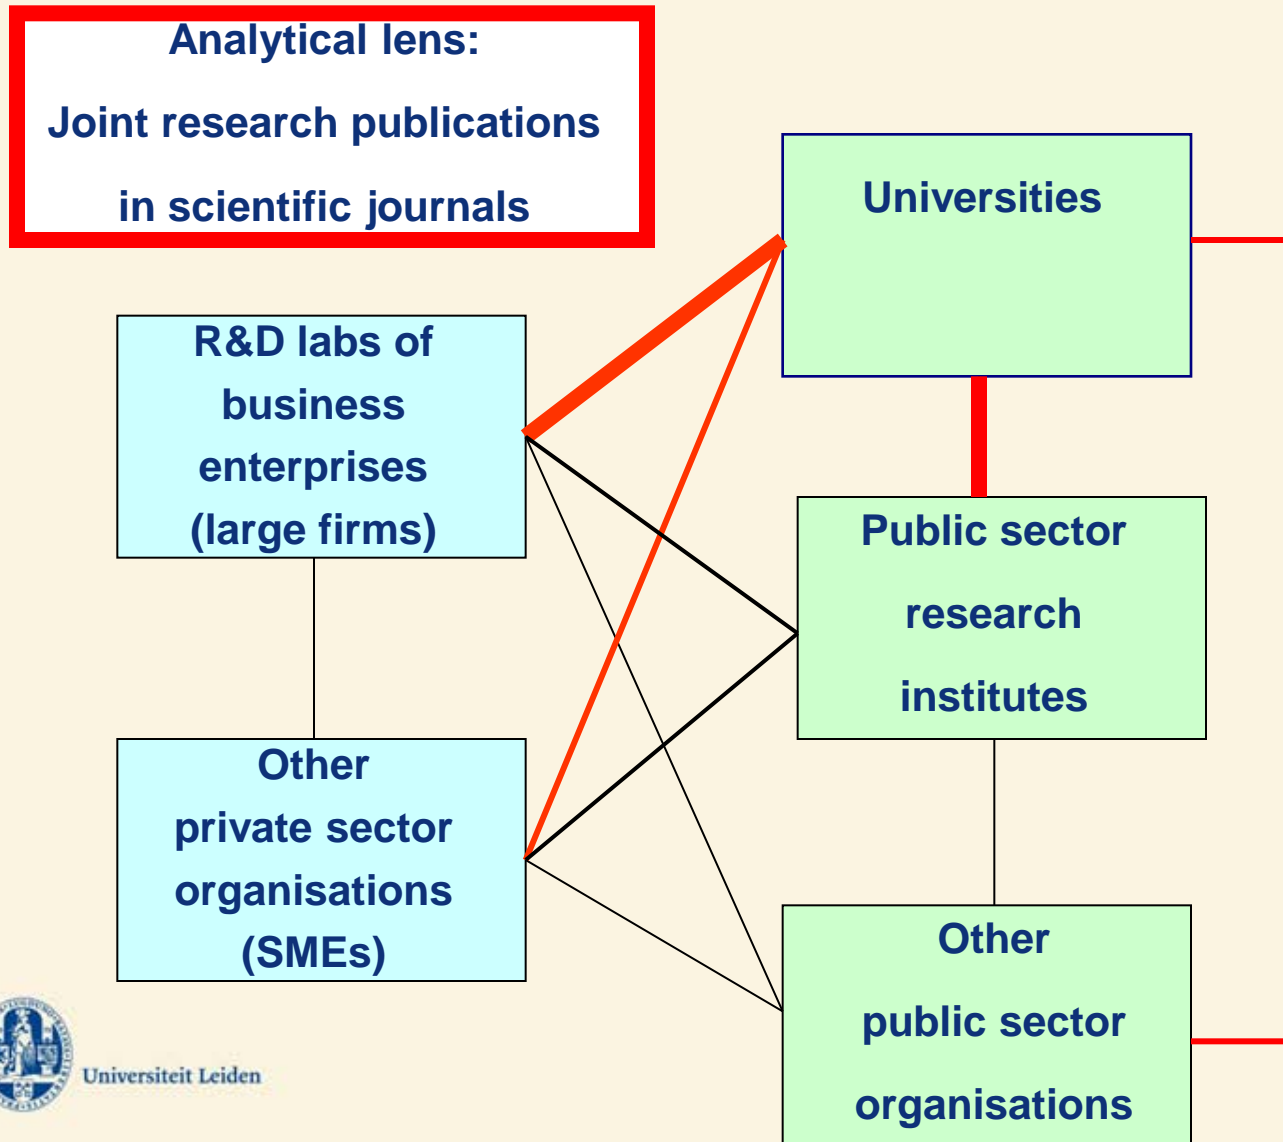 Analytical lens:
Joint research publications
in scientific journals
Universities
R&D labs of
business
enterprises
(large firms)
Public sector
research
institutes
Other
private sector
organisations
(SMEs)
Other
public sector
organisations
Universiteit Leiden